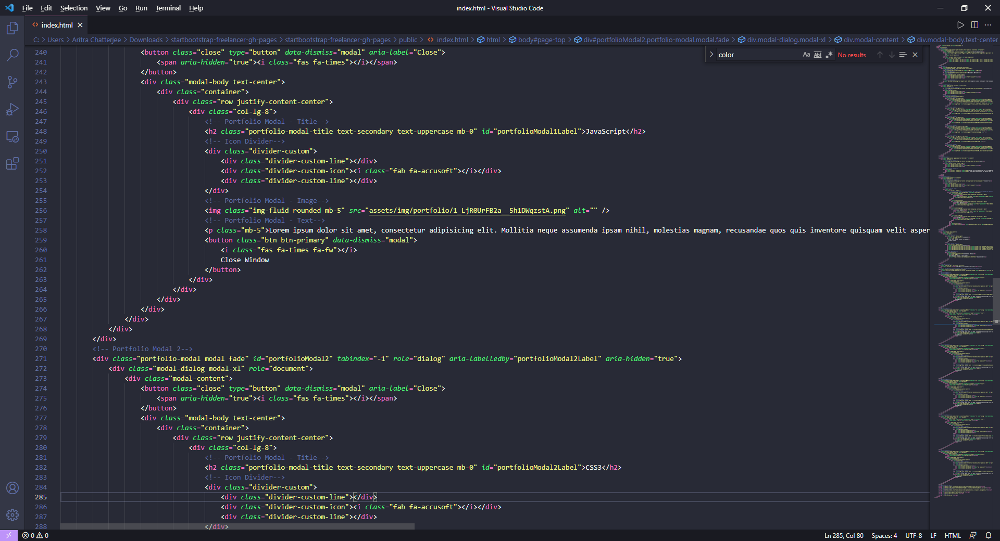 File Edit Selection View Go Run Terminal Help
index.html - Visual Studio Code
index.html
C: > Users > Aritra Chatterjee > Downloads > startbootstrap-freelancer-gh-pages > startbootstrap-freelancer-gh-pages > public > index.html > html > body#page-top > div#portfolioModal2.portfolio-modal.modal.fade > div.modal-dialog.modal-xl > div.modal-content > div.modal-body.text-center
color Aa Abl .* No results
240 <button class="close" type="button" data-dismiss="modal" aria-label="Close">
241 <span aria-hidden="true"><i class="fas fa-times"></i></span>
242 </button>
243 <div class="modal-body text-center">
244 <div class="container">
245 <div class="row justify-content-center">
246 <div class="col-lg-8">
247 <!-- Portfolio Modal - Title-->
248 <h2 class="portfolio-modal-title text-secondary text-uppercase mb-0" id="portfolioModal1Label">JavaScript</h2>
249 <!-- Icon Divider-->
250 <div class="divider-custom">
251 <div class="divider-custom-line"></div>
252 <div class="divider-custom-icon"><i class="fab fa-accusoft"></i></div>
253 <div class="divider-custom-line"></div>
254 </div>
255 <!-- Portfolio Modal - Image-->
256 <img class="img-fluid rounded mb-5" src="assets/img/portfolio/1_LjR0UrFB2a__5h1DWqzstA.png" alt="" />
257 <!-- Portfolio Modal - Text-->
258 <p class="mb-5">Lorem ipsum dolor sit amet, consectetur adipisicing elit. Mollitia neque assumenda ipsam nihil, molestias magnam, recusandae quos quis inventore quisquam velit asper
259 <button class="btn btn-primary" data-dismiss="modal">
260 <i class="fas fa-times fa-fw"></i>
261 Close Window
262 </button>
263 </div>
264 </div>
265 </div>
266 </div>
267 </div>
268 </div>
269 </div>
270 <!-- Portfolio Modal 2-->
271 <div class="portfolio-modal modal fade" id="portfolioModal2" tabindex="-1" role="dialog" aria-labelledby="portfolioModal2Label" aria-hidden="true">
272 <div class="modal-dialog modal-xl" role="document">
273 <div class="modal-content">
274 <button class="close" type="button" data-dismiss="modal" aria-label="Close">
275 <span aria-hidden="true"><i class="fas fa-times"></i></span>
276 </button>
277 <div class="modal-body text-center">
278 <div class="container">
279 <div class="row justify-content-center">
280 <div class="col-lg-8">
281 <!-- Portfolio Modal - Title-->
282 <h2 class="portfolio-modal-title text-secondary text-uppercase mb-0" id="portfolioModal2Label">CSS3</h2>
283 <!-- Icon Divider-->
284 <div class="divider-custom">
285 <div class="divider-custom-line"></div>
286 <div class="divider-custom-icon"><i class="fab fa-accusoft"></i></div>
287 <div class="divider-custom-line"></div>
288 </div>
0 0
Ln 285, Col 80 Spaces: 4 UTF-8 LF HTML